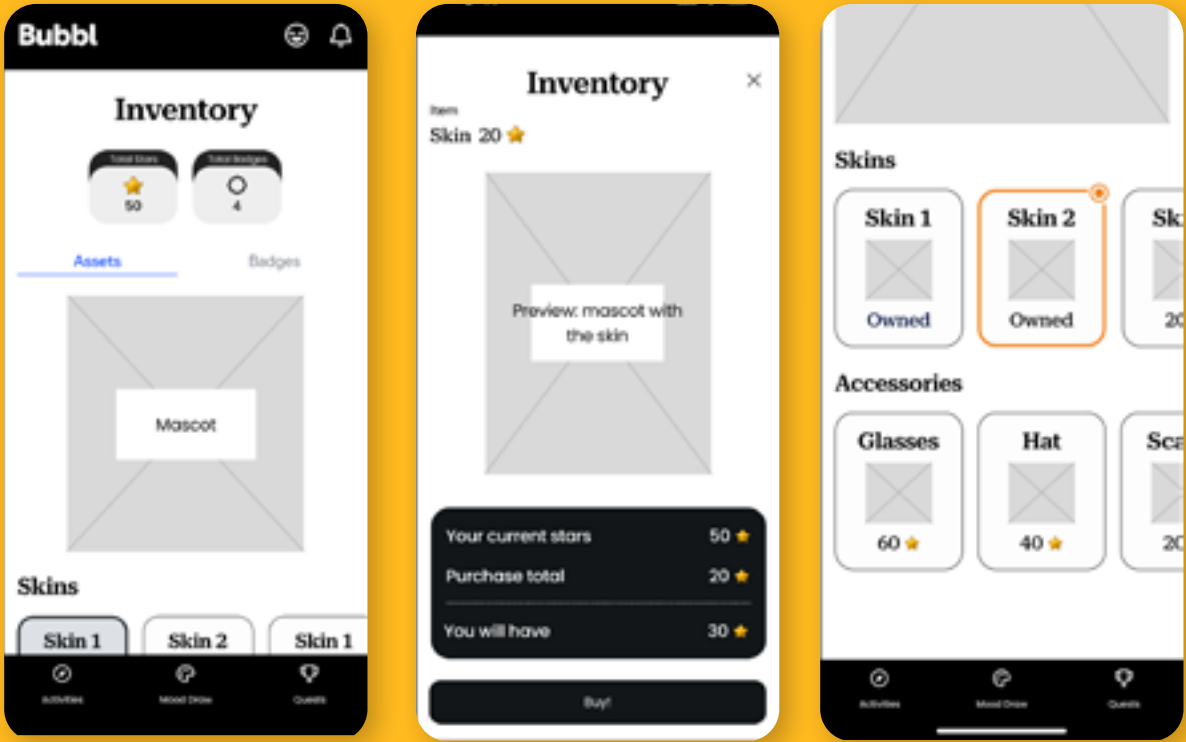 Bubbl
Inventory
Total Stars
Total Badges
50
4
Assets
Badges
Mascot
Skins
Skin 1
Skin 2
Skin 1
Activities
Mood Draw
Quests
Inventory
Item
Skin 20
Preview: mascot with
the skin
Your current stars 50
Purchase total 20
You will have 30
Buy!
Skins
Skin 1
Skin 2
Sk
Owned
Owned
20
Accessories
Glasses
Hat
Sca
60
40
20
Activities
Mood Draw
Quests